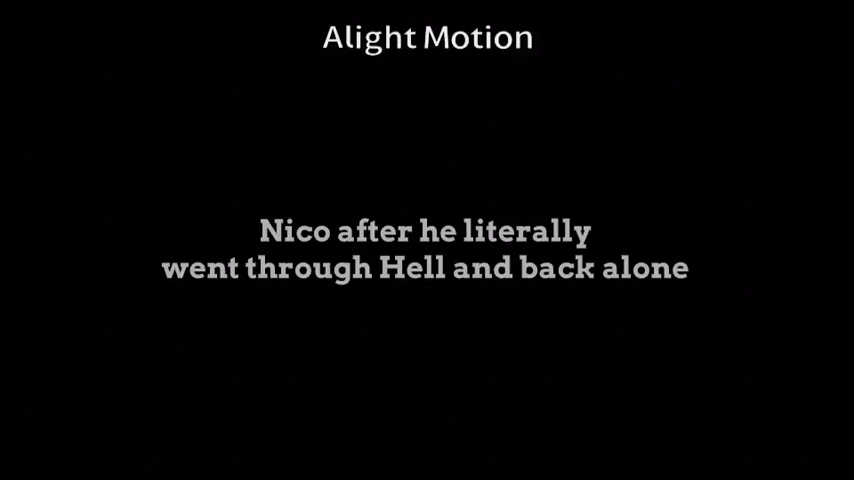 Alight Motion
Nico after he literally
went through Hell and back alone